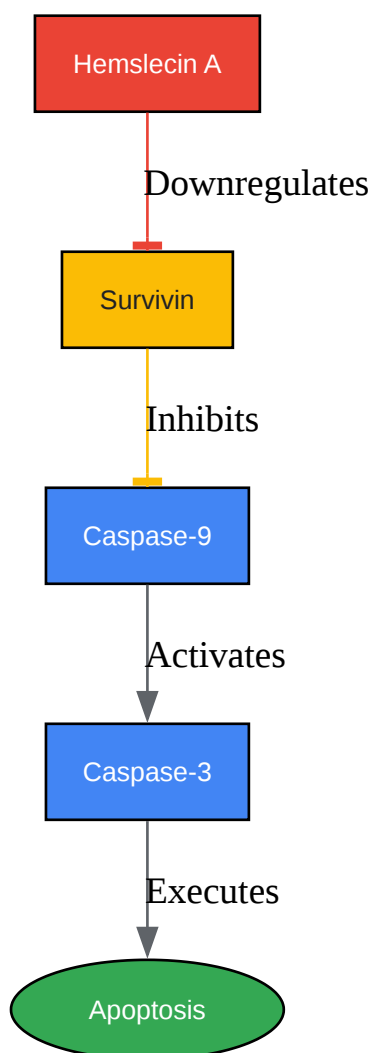 Hemslecin A
Downregulates
Survivin
Inhibits
Caspase-9
Activates
Caspase-3
Executes
Apoptosis